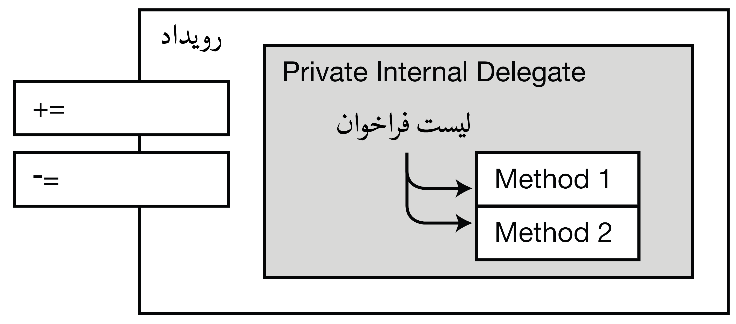 رویداد
Private Internal Delegate
+=
لیست فراخوان
-=
Method 1
Method 2